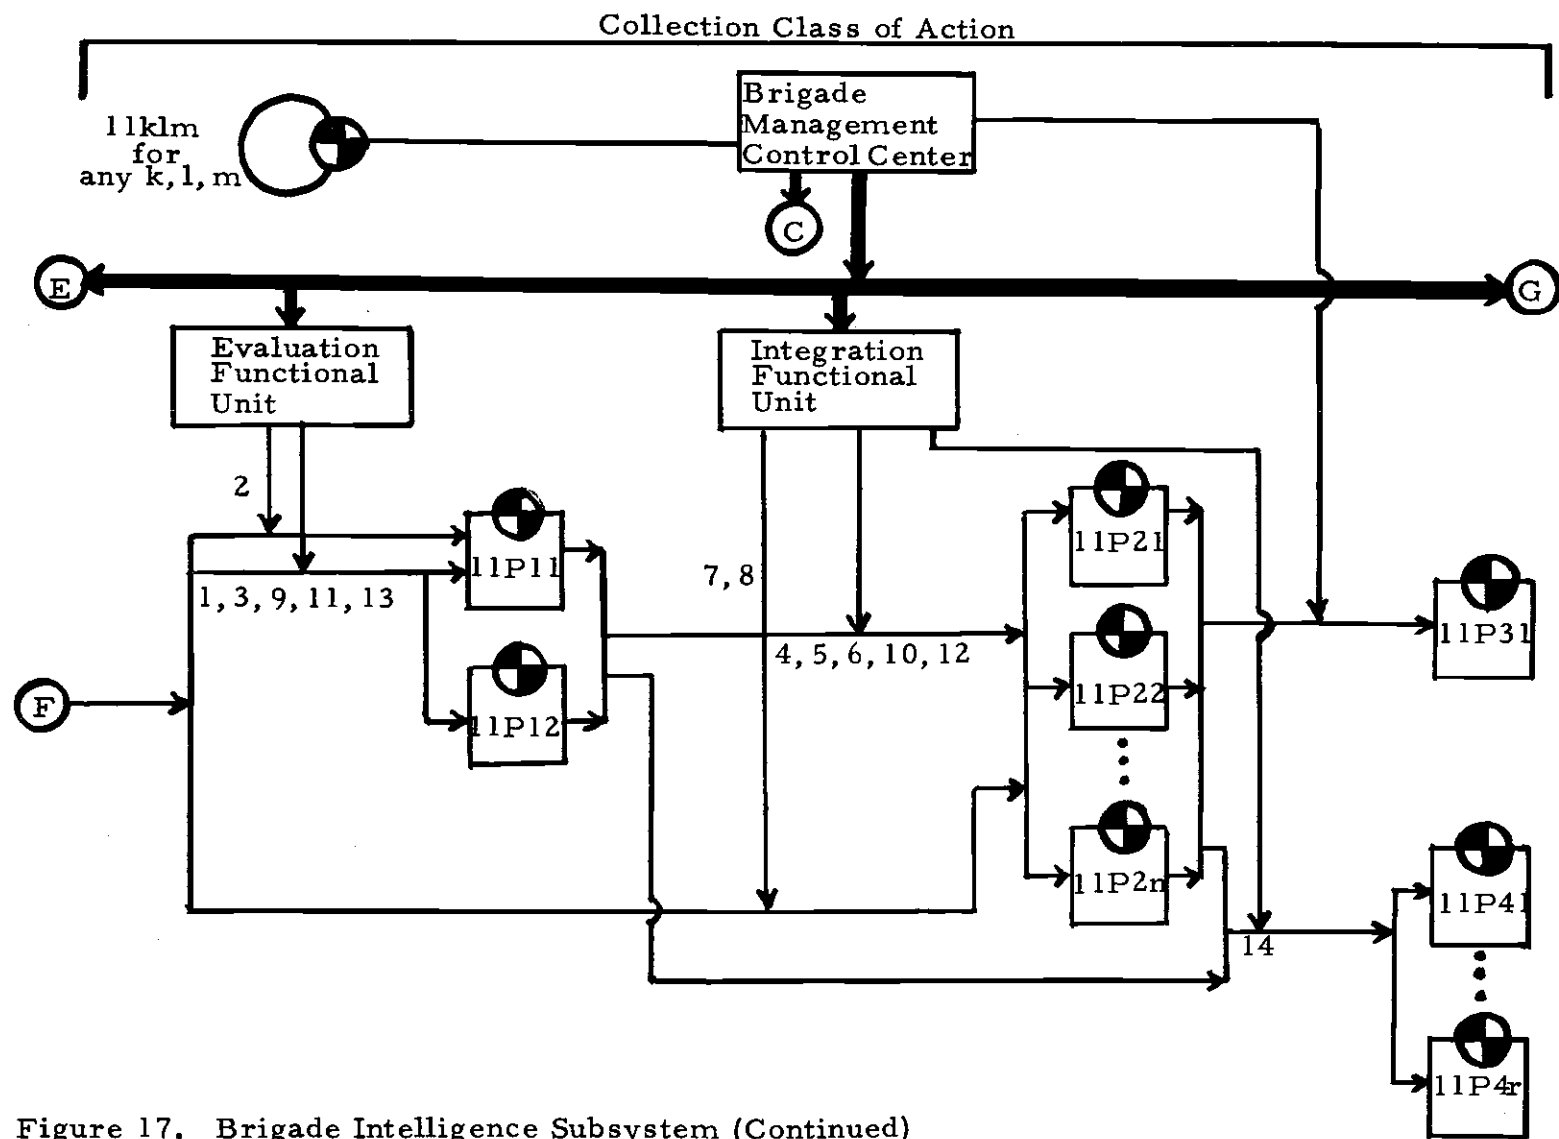 Collection Class of Action
11klm
for
any k, l, m
Brigade
Management
Control Center
C
E
G
Evaluation
Functional
Unit
Integration
Functional
Unit
2
11P11
1, 3, 9, 11, 13
7, 8
11P21
4, 5, 6, 10, 12
11P31
11P12
11P22
F
11P2n
14
11P41
11P4r
Figure 17. Brigade Intelligence Subsystem (Continued)